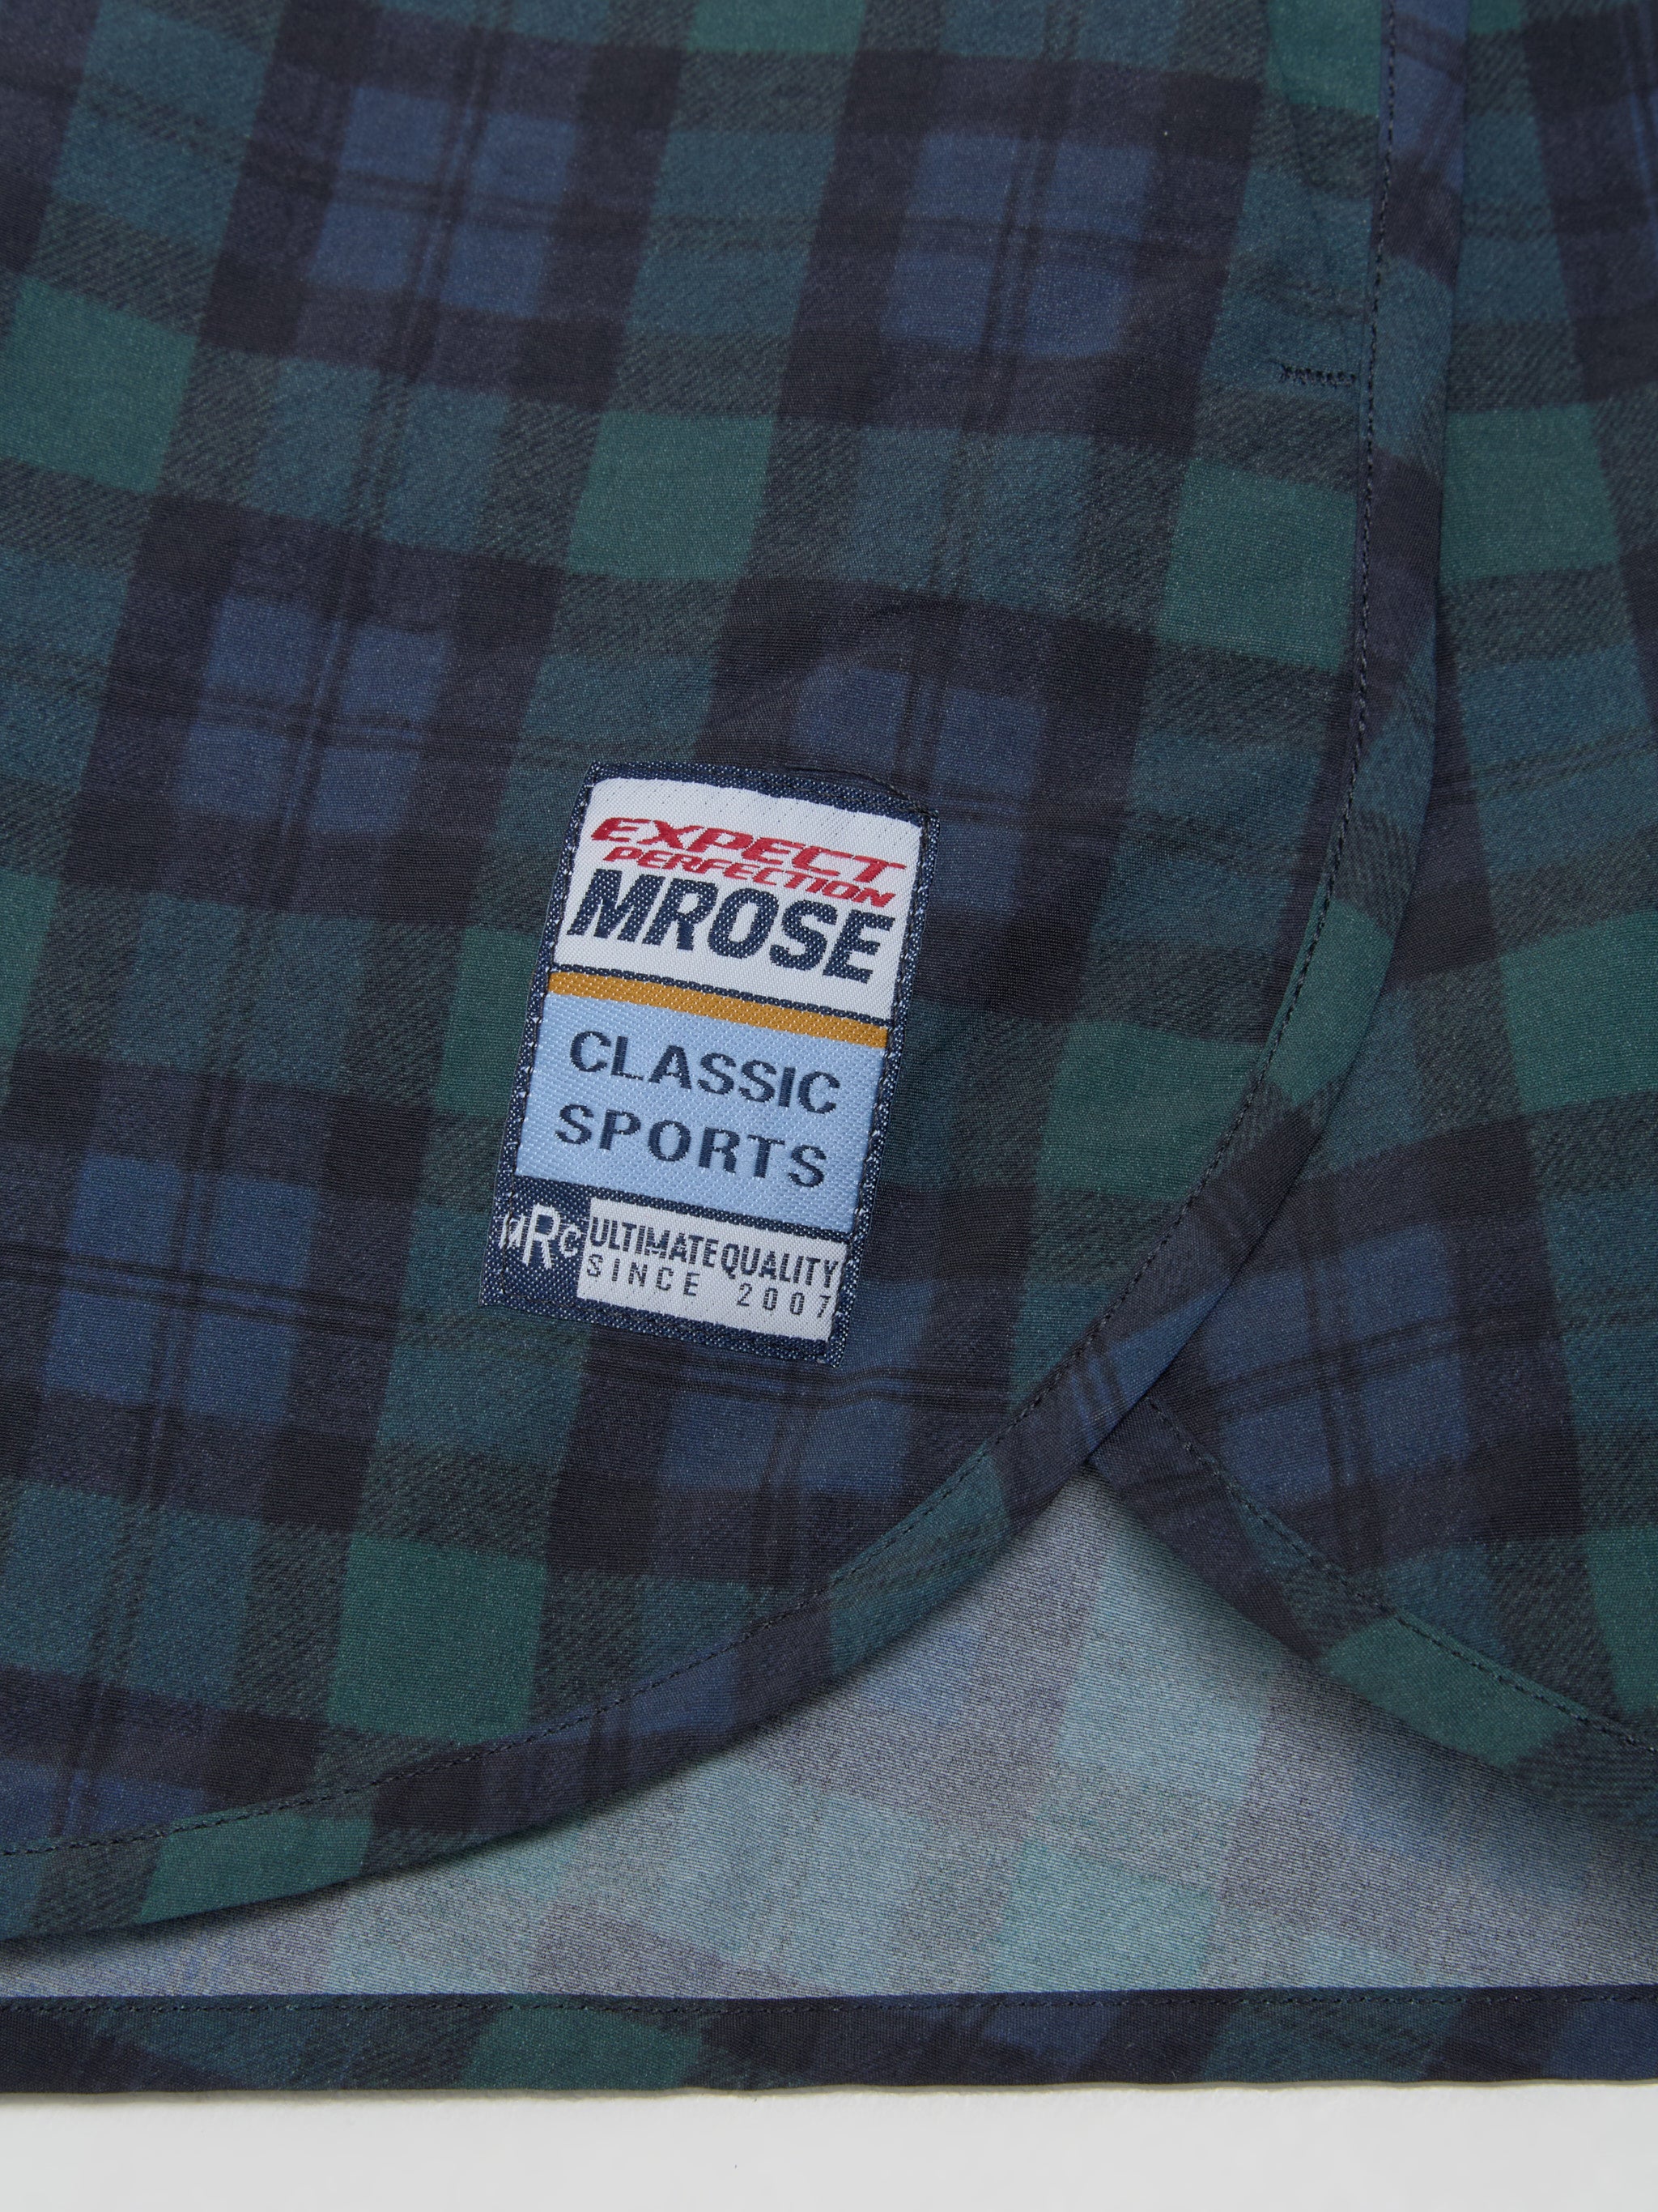 EXPECT
PERFECTION
MROSE
CLASSIC
SPORTS
MRC
ULTIMATE QUALITY
SINCE 2007